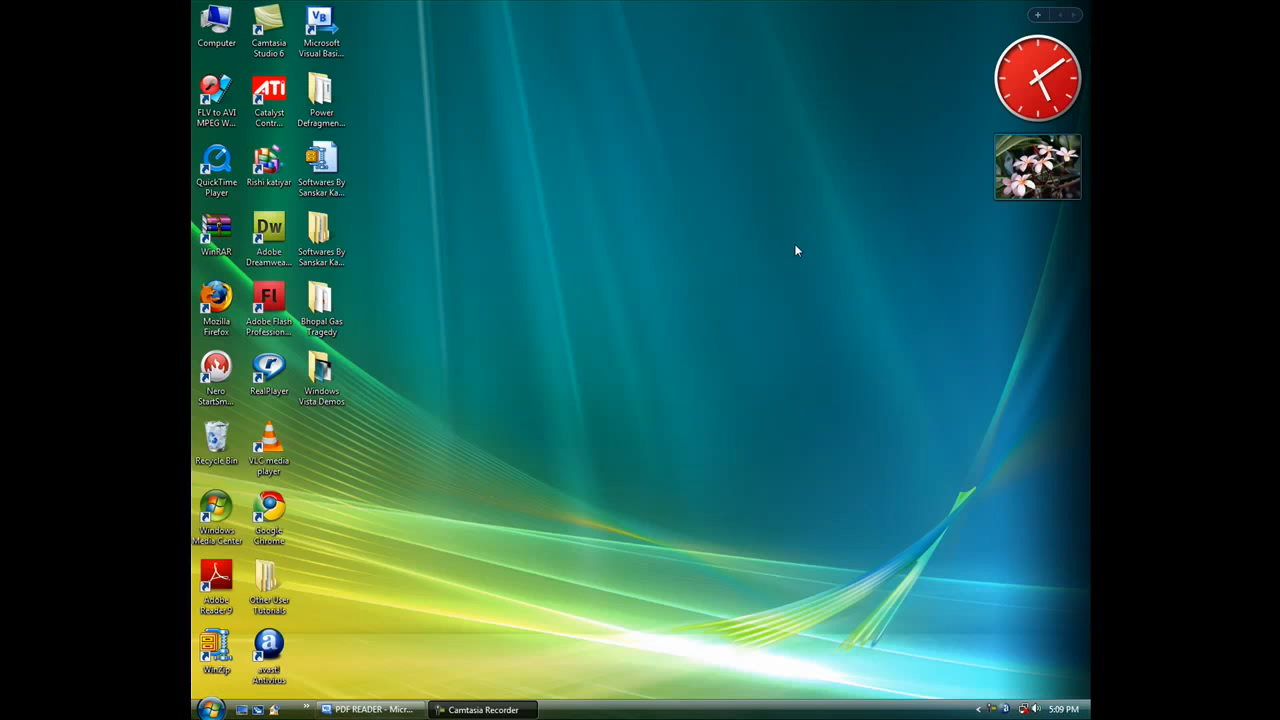 Computer
Camtasia
Studio 6
Microsoft
Visual Basi...
VB
FLV to AVI
MPEG W...
ATI
Catalyst
Contr...
Power
Defragmen...
QuickTime
Player
Rishi katiyar
Softwares By
Sanskar Ka...
WinRAR
Dw
Adobe
Dreamwea...
Softwares By
Sanskar Ka...
Mozilla
Firefox
Fl
Adobe Flash
Profession...
Bhopal Gas
Tragedy
Nero
StartSm...
RealPlayer
Windows
Vista Demos
Recycle Bin
VLC media
player
Windows
Media Center
Google
Chrome
Adobe
Reader 9
Other User
Tutorials
WinZip
a
avast!
Antivirus
PDF READER - Micr...
Camtasia Recorder
5:09 PM